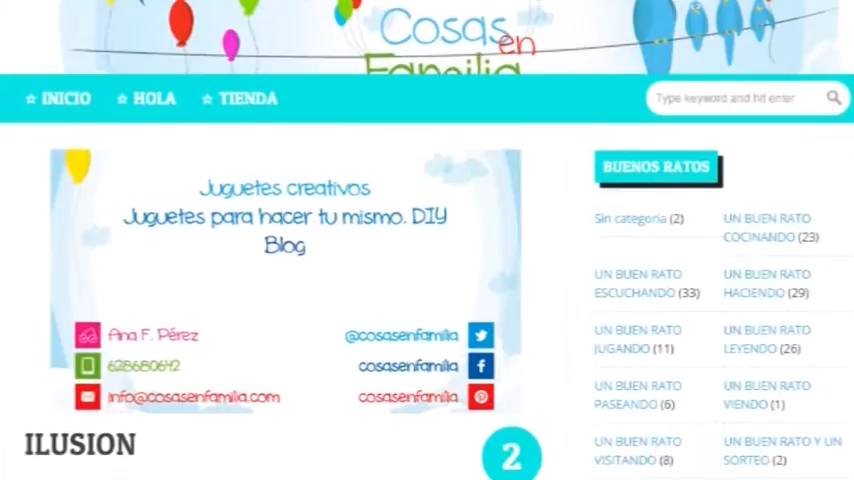 Cosas
en
Familia
☆ INICIO ☆ HOLA ☆ TIENDA
Type keyword and hit enter
Juguetes creativos
Juguetes para hacer tu mismo. DIY
Blog
Ana F. Pérez
@cosasenfamilia
628680642
cosasenfamilia
info@cosasenfamilia.com
cosasenfamilia
ILUSION
2
BUENOS RATOS
Sin categoría (2)
UN BUEN RATO
COCINANDO (23)
UN BUEN RATO
ESCUCHANDO (33)
UN BUEN RATO
HACIENDO (29)
UN BUEN RATO
JUGANDO (11)
UN BUEN RATO
LEYENDO (26)
UN BUEN RATO
PASEANDO (6)
UN BUEN RATO
VIENDO (1)
UN BUEN RATO
VISITANDO (8)
UN BUEN RATO Y UN
SORTEO (2)